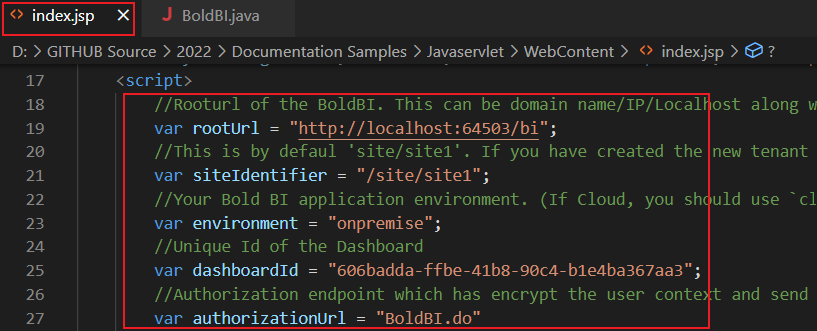 <> index.jsp × J BoldBI.java
D: > GITHUB Source > 2022 > Documentation Samples > Javaservlet > WebContent > <> index.jsp > ?
17 <script>
18 //Rooturl of the BoldBI. This can be domain name/IP/Localhost along w
19 var rootUrl = "http://localhost:64503/bi";
20 //This is by defaul 'site/site1'. If you have created the new tenant
21 var siteIdentifier = "/site/site1";
22 //Your Bold BI application environment. (If Cloud, you should use `cl
23 var environment = "onpremise";
24 //Unique Id of the Dashboard
25 var dashboardId = "606badda-ffbe-41b8-90c4-b1e4ba367aa3";
26 //Authorization endpoint which has encrypt the user context and send
27 var authorizationUrl = "BoldBI.do"